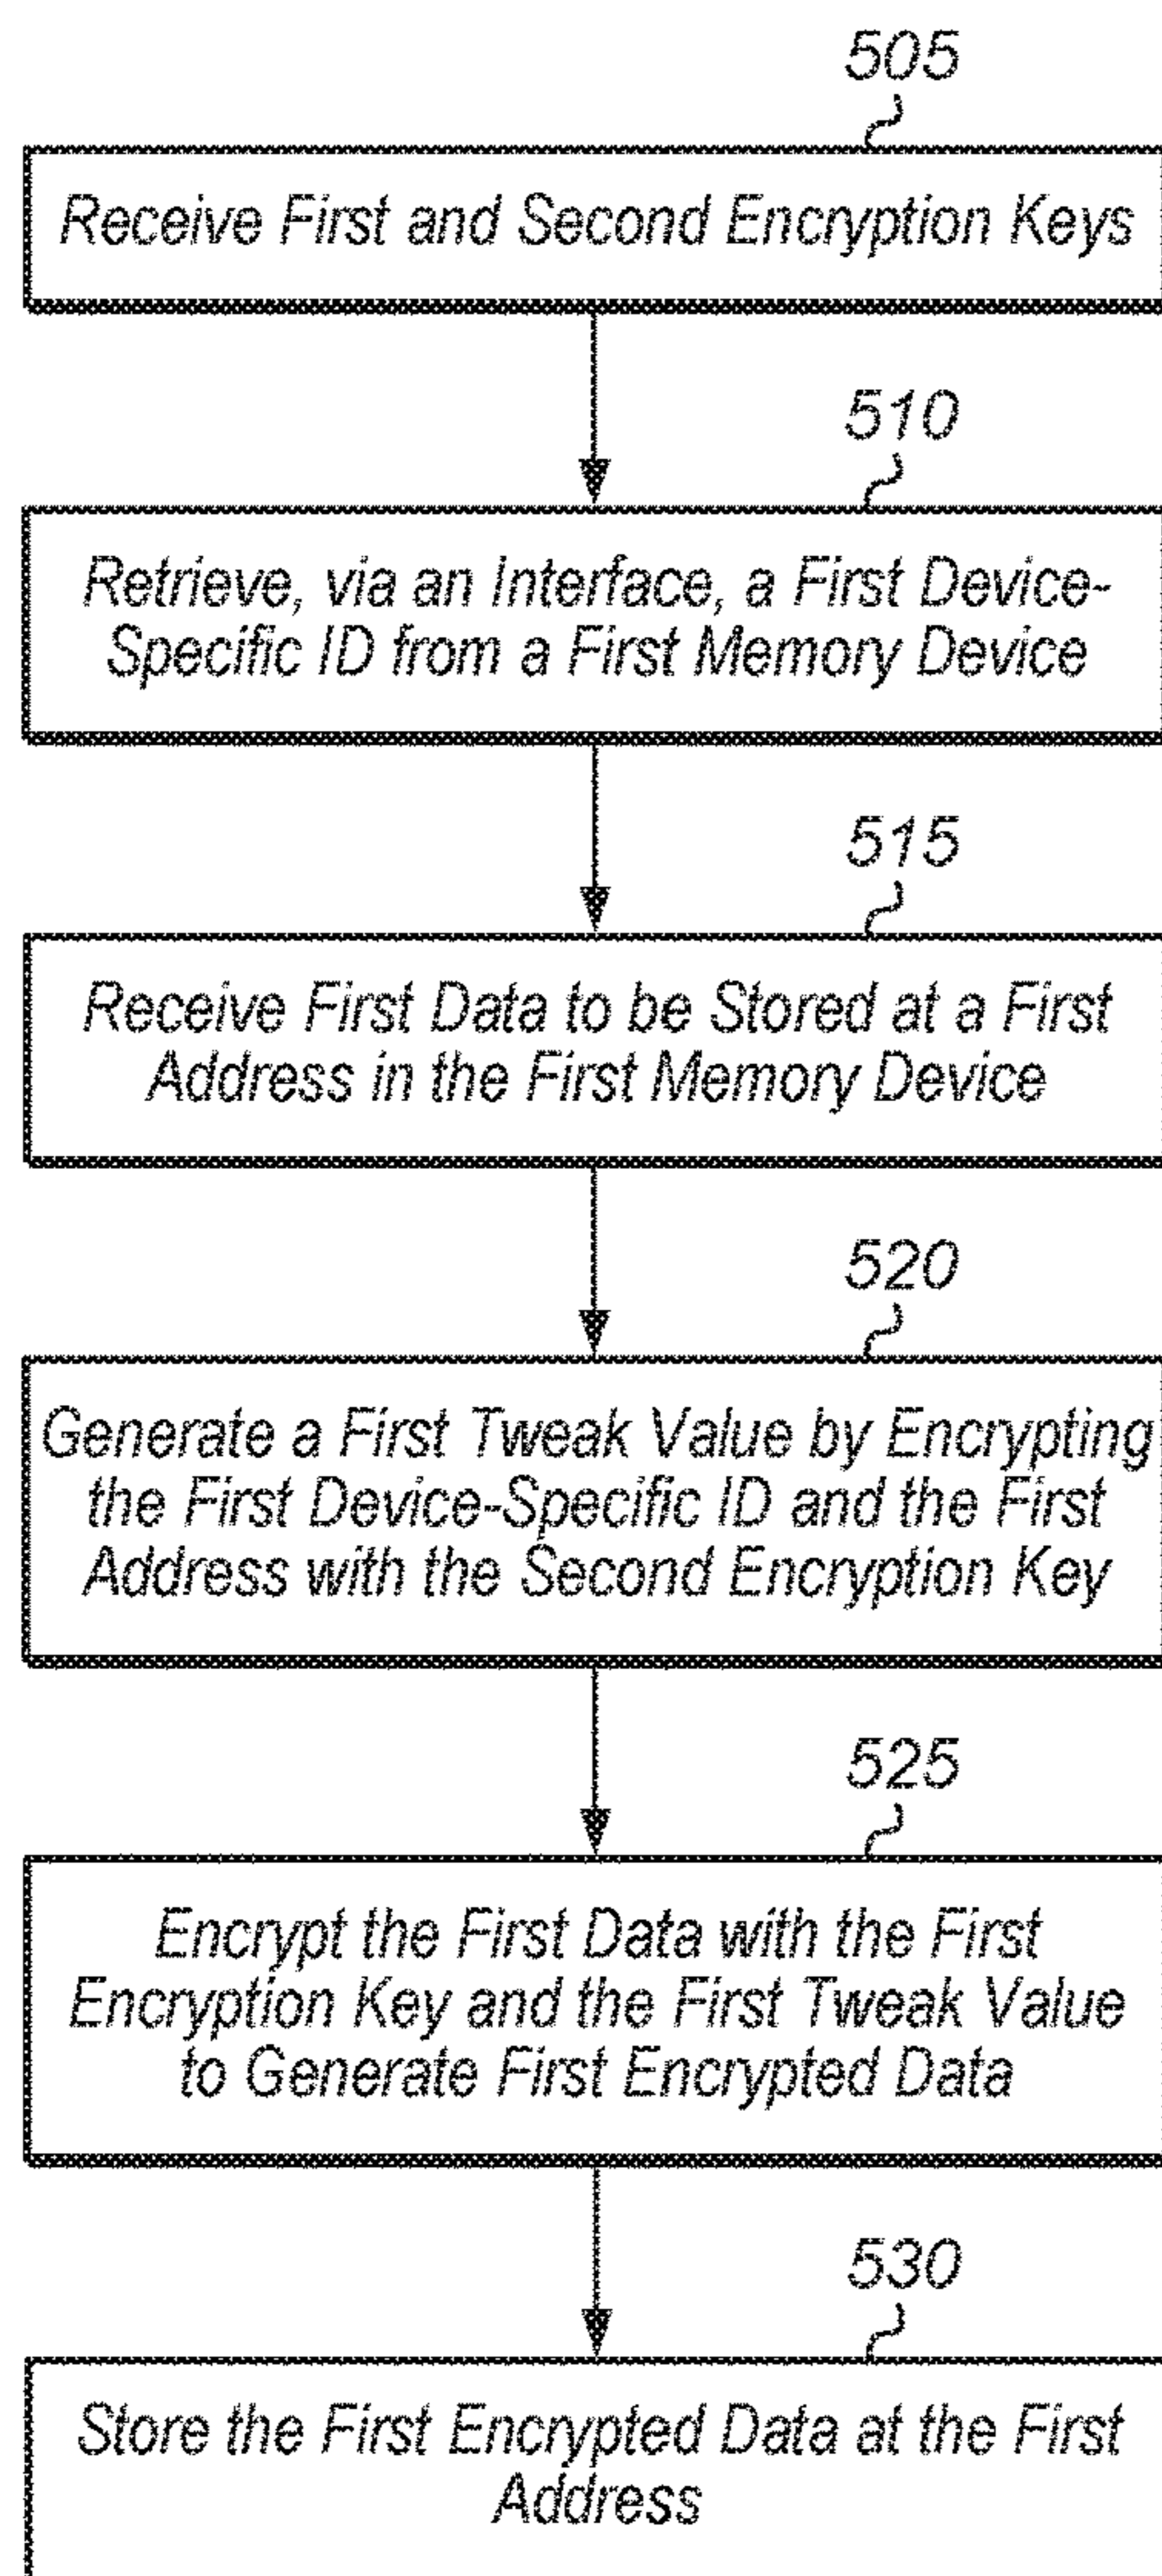 505
Receive First and Second Encryption Keys
510
Retrieve, via an Interface, a First Device-
Specific ID from a First Memory Device
515
Receive First Data to be Stored at a First
Address in the First Memory Device
520
Generate a First Tweak Value by Encrypting
the First Device-Specific ID and the First
Address with the Second Encryption Key
525
Encrypt the First Data with the First
Encryption Key and the First Tweak Value
to Generate First Encrypted Data
530
Store the First Encrypted Data at the First
Address